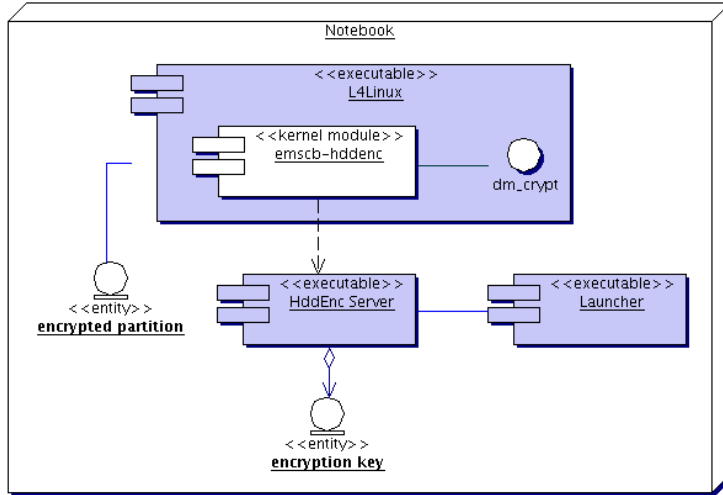 Notebook
<<executable>>
L4Linux
<<kernel module>>
emscb-hddenc
dm_crypt
<<entity>>
encrypted partition
<<executable>>
HddEnc Server
<<executable>>
Launcher
<<entity>>
encryption key